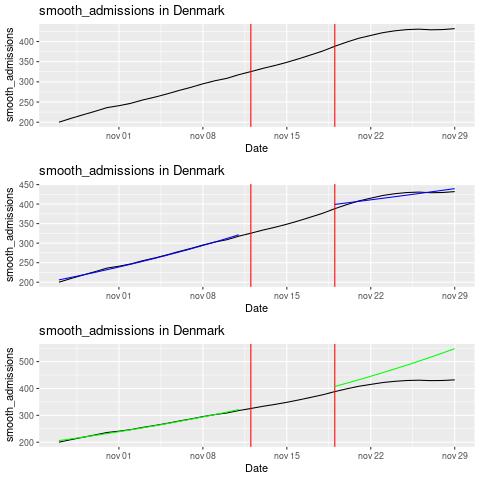 smooth_admissions in Denmark
smooth_admissions
400
350
300
250
200
nov 01
nov 08
nov 15
nov 22
nov 29
Date
smooth_admissions in Denmark
smooth_admissions
450
400
350
300
250
200
nov 01
nov 08
nov 15
nov 22
nov 29
Date
smooth_admissions in Denmark
smooth_admissions
500
400
300
200
nov 01
nov 08
nov 15
nov 22
nov 29
Date